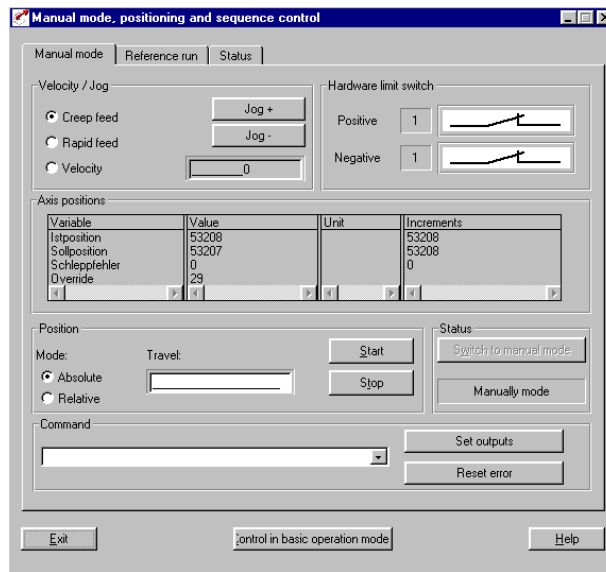 Manual mode, positioning and sequence control
Manual mode Reference run Status
Velocity / Jog
Creep feed
Rapid feed
Velocity
Jog +
Jog -
0
Hardware limit switch
Positive 1
Negative 1
Axis positions
Variable Value Unit Increments
Istposition 53208 53208
Sollposition 53207 53208
Schleppfehler 0 0
Override 29
Position
Mode: Travel:
Absolute
Relative
Start
Stop
Status
Switch to manual mode
Manually mode
Command
Set outputs
Reset error
Exit
Control in basic operation mode
Help